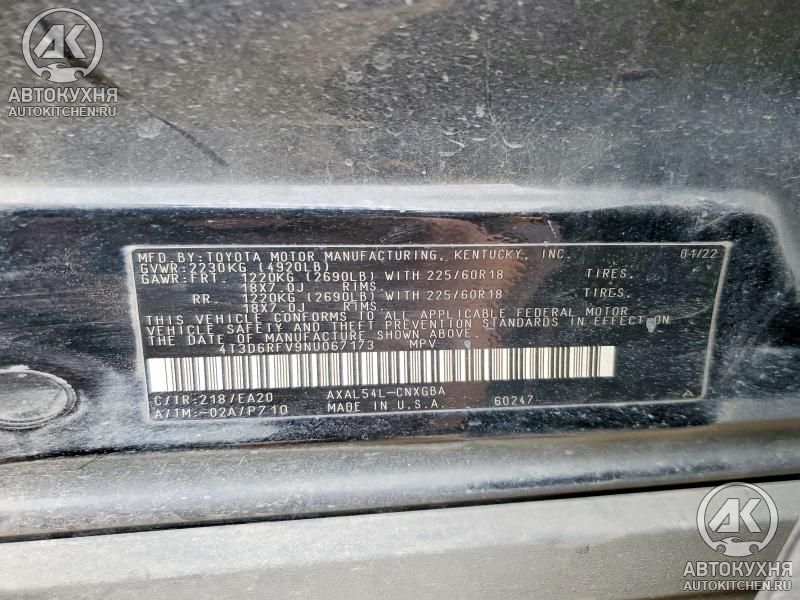 AK
АВТОКУХНЯ
AUTOKITCHEN.RU
MFD. BY: TOYOTA MOTOR MANUFACTURING, KENTUCKY, INC. 01/22
GVWR: 2230KG (4920LB)
GAWR: FRT. 1220KG (2690LB) WITH 225/60R18 TIRES,
18X7.0J RIMS
RR. 1220KG (2690LB) WITH 225/60R18 TIRES,
18X7.0J RIMS
THIS VEHICLE CONFORMS TO ALL APPLICABLE FEDERAL MOTOR
VEHICLE SAFETY AND THEFT PREVENTION STANDARDS IN EFFECT ON
THE DATE OF MANUFACTURE SHOWN ABOVE.
4T3D6RFV9NU067173 MPV
C/TR: 218/EA20 AXAL54L-CNXGBA
A/TM: -02A/P710 MADE IN U.S.A. 60247
AK
АВТОКУХНЯ
AUTOKITCHEN.RU